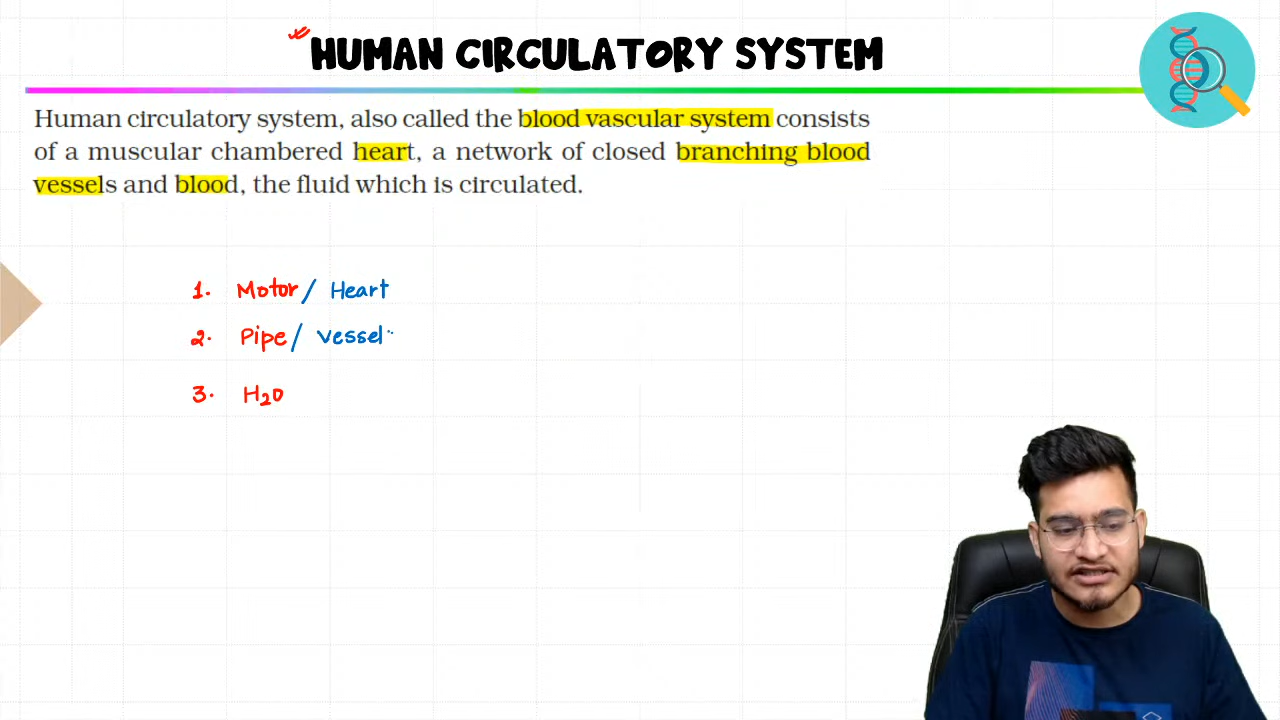 HUMAN CIRCULATORY SYSTEM
Human circulatory system, also called the blood vascular system consists
of a muscular chambered heart, a network of closed branching blood
vessels and blood, the fluid which is circulated.
1. Motor / Heart
2. Pipe / Vessel
3. H2O